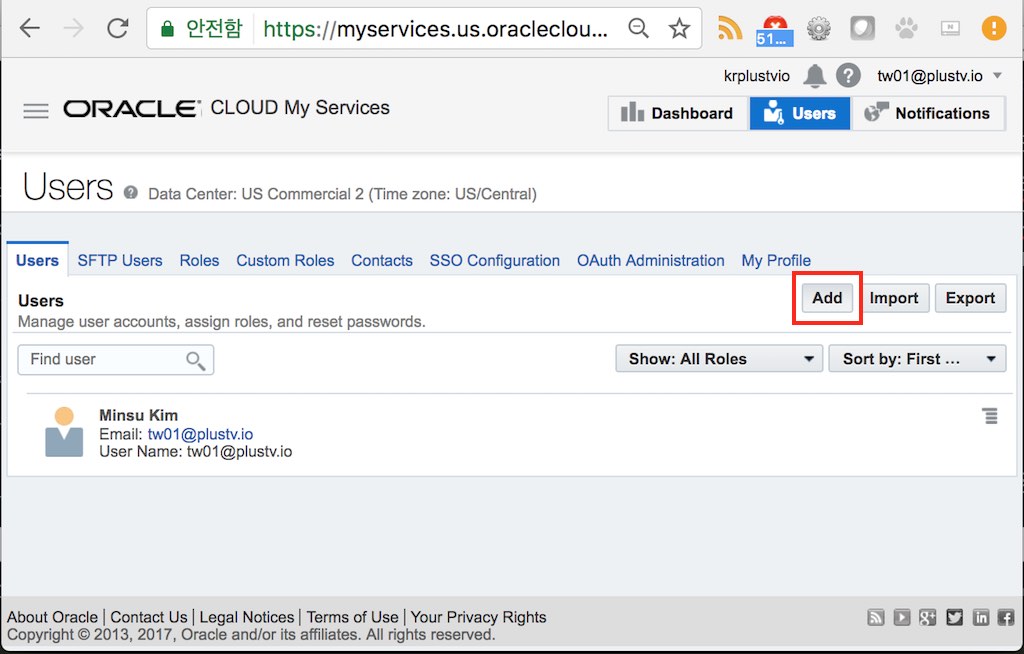 안전함 https://myservices.us.oracleclou...
51...
krplustvio tw01@plustv.io
ORACLE CLOUD My Services
Dashboard Users Notifications
Users Data Center: US Commercial 2 (Time zone: US/Central)
Users SFTP Users Roles Custom Roles Contacts SSO Configuration OAuth Administration My Profile
Users
Add Import Export
Manage user accounts, assign roles, and reset passwords.
Find user Show: All Roles Sort by: First ...
Minsu Kim
Email: tw01@plustv.io
User Name: tw01@plustv.io
About Oracle | Contact Us | Legal Notices | Terms of Use | Your Privacy Rights
Copyright © 2013, 2017, Oracle and/or its affiliates. All rights reserved.